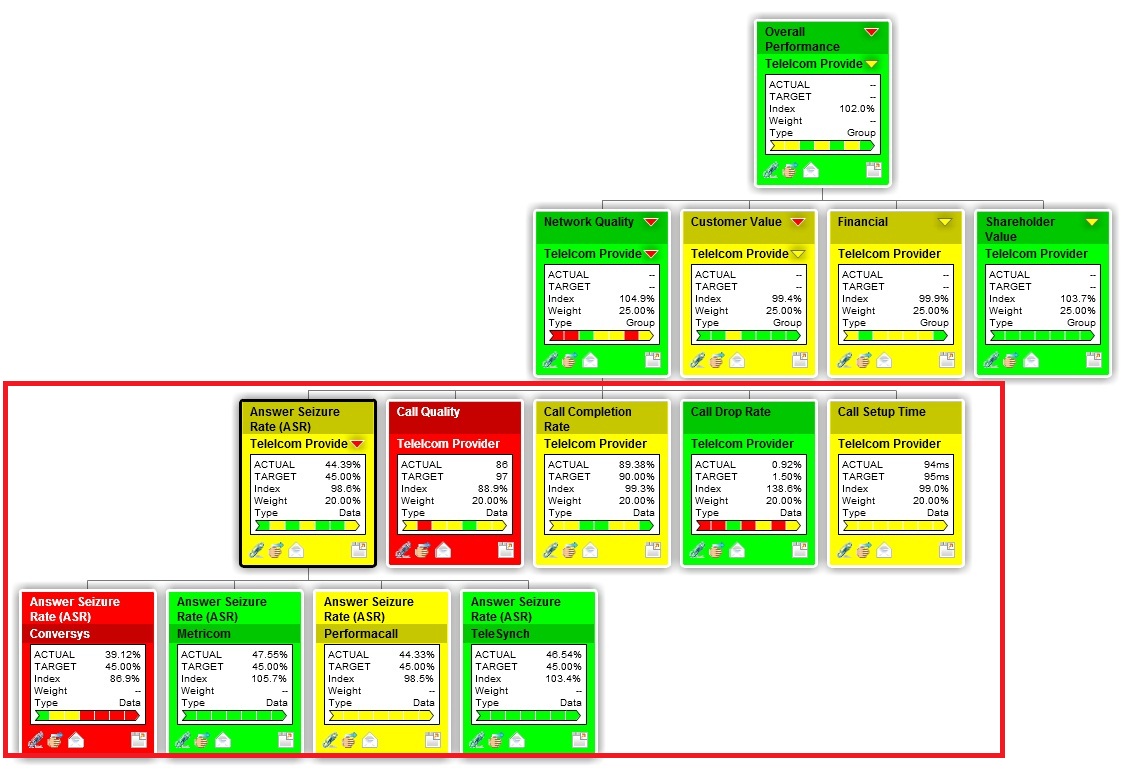 Overall
Performance
Telelcom Provide
ACTUAL --
TARGET --
Index 102.0%
Weight --
Type Group
Network Quality
Telelcom Provide
ACTUAL --
TARGET --
Index 104.9%
Weight 25.00%
Type Group
Customer Value
Telelcom Provide
ACTUAL --
TARGET --
Index 99.4%
Weight 25.00%
Type Group
Financial
Telelcom Provider
ACTUAL --
TARGET --
Index 99.9%
Weight 25.00%
Type Group
Shareholder
Value
Telelcom Provider
ACTUAL --
TARGET --
Index 103.7%
Weight 25.00%
Type Group
Answer Seizure
Rate (ASR)
Telelcom Provide
ACTUAL 44.39%
TARGET 45.00%
Index 98.6%
Weight 20.00%
Type Data
Call Quality
Telelcom Provider
ACTUAL 86
TARGET 97
Index 88.9%
Weight 20.00%
Type Data
Call Completion
Rate
Telelcom Provider
ACTUAL 89.38%
TARGET 90.00%
Index 99.3%
Weight 20.00%
Type Data
Call Drop Rate
Telelcom Provider
ACTUAL 0.92%
TARGET 1.50%
Index 138.6%
Weight 20.00%
Type Data
Call Setup Time
Telelcom Provider
ACTUAL 94ms
TARGET 95ms
Index 99.0%
Weight 20.00%
Type Data
Answer Seizure
Rate (ASR)
Conversys
ACTUAL 39.12%
TARGET 45.00%
Index 86.9%
Weight --
Type Data
Answer Seizure
Rate (ASR)
Metricom
ACTUAL 47.55%
TARGET 45.00%
Index 105.7%
Weight --
Type Data
Answer Seizure
Rate (ASR)
Performacall
ACTUAL 44.33%
TARGET 45.00%
Index 98.5%
Weight --
Type Data
Answer Seizure
Rate (ASR)
TeleSynch
ACTUAL 46.54%
TARGET 45.00%
Index 103.4%
Weight --
Type Data